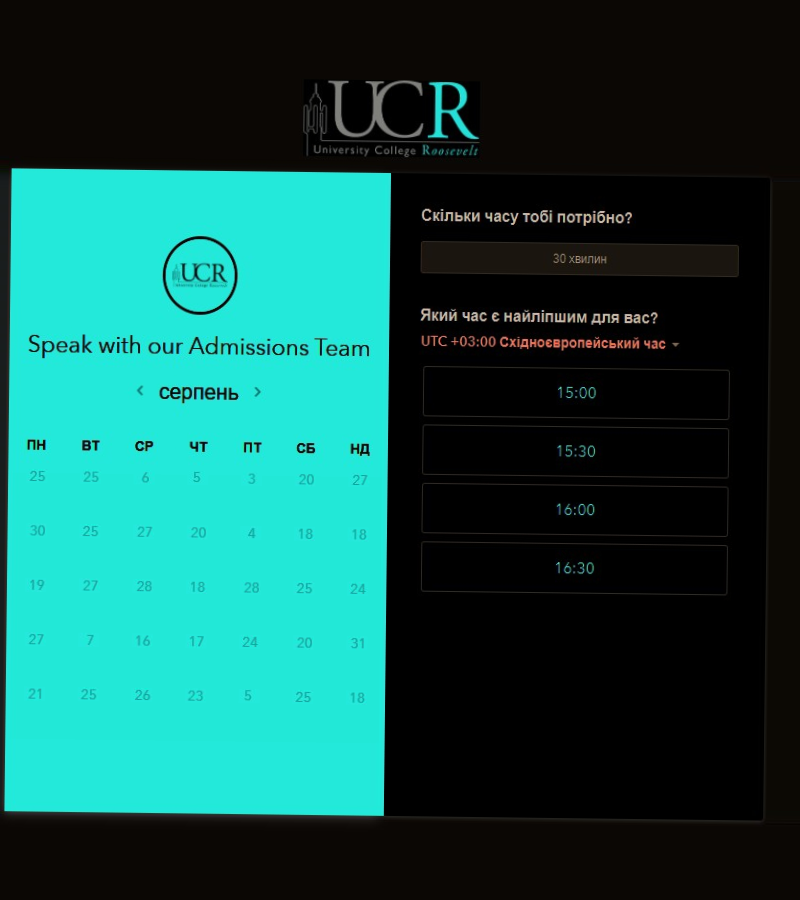 UCR
University College Roosevelt
UCR
University College Roosevelt
Speak with our Admissions Team
серпень
ПН ВТ СР ЧТ ПТ СБ НД
25 25 6 5 3 20 27
30 25 27 20 4 18 18
19 27 28 18 28 25 24
27 7 16 17 24 20 31
21 25 26 23 5 25 18
Скільки часу тобі потрібно?
30 хвилин
Який час є найліпшим для вас?
UTC +03:00 Східноєвропейський час
15:00
15:30
16:00
16:30